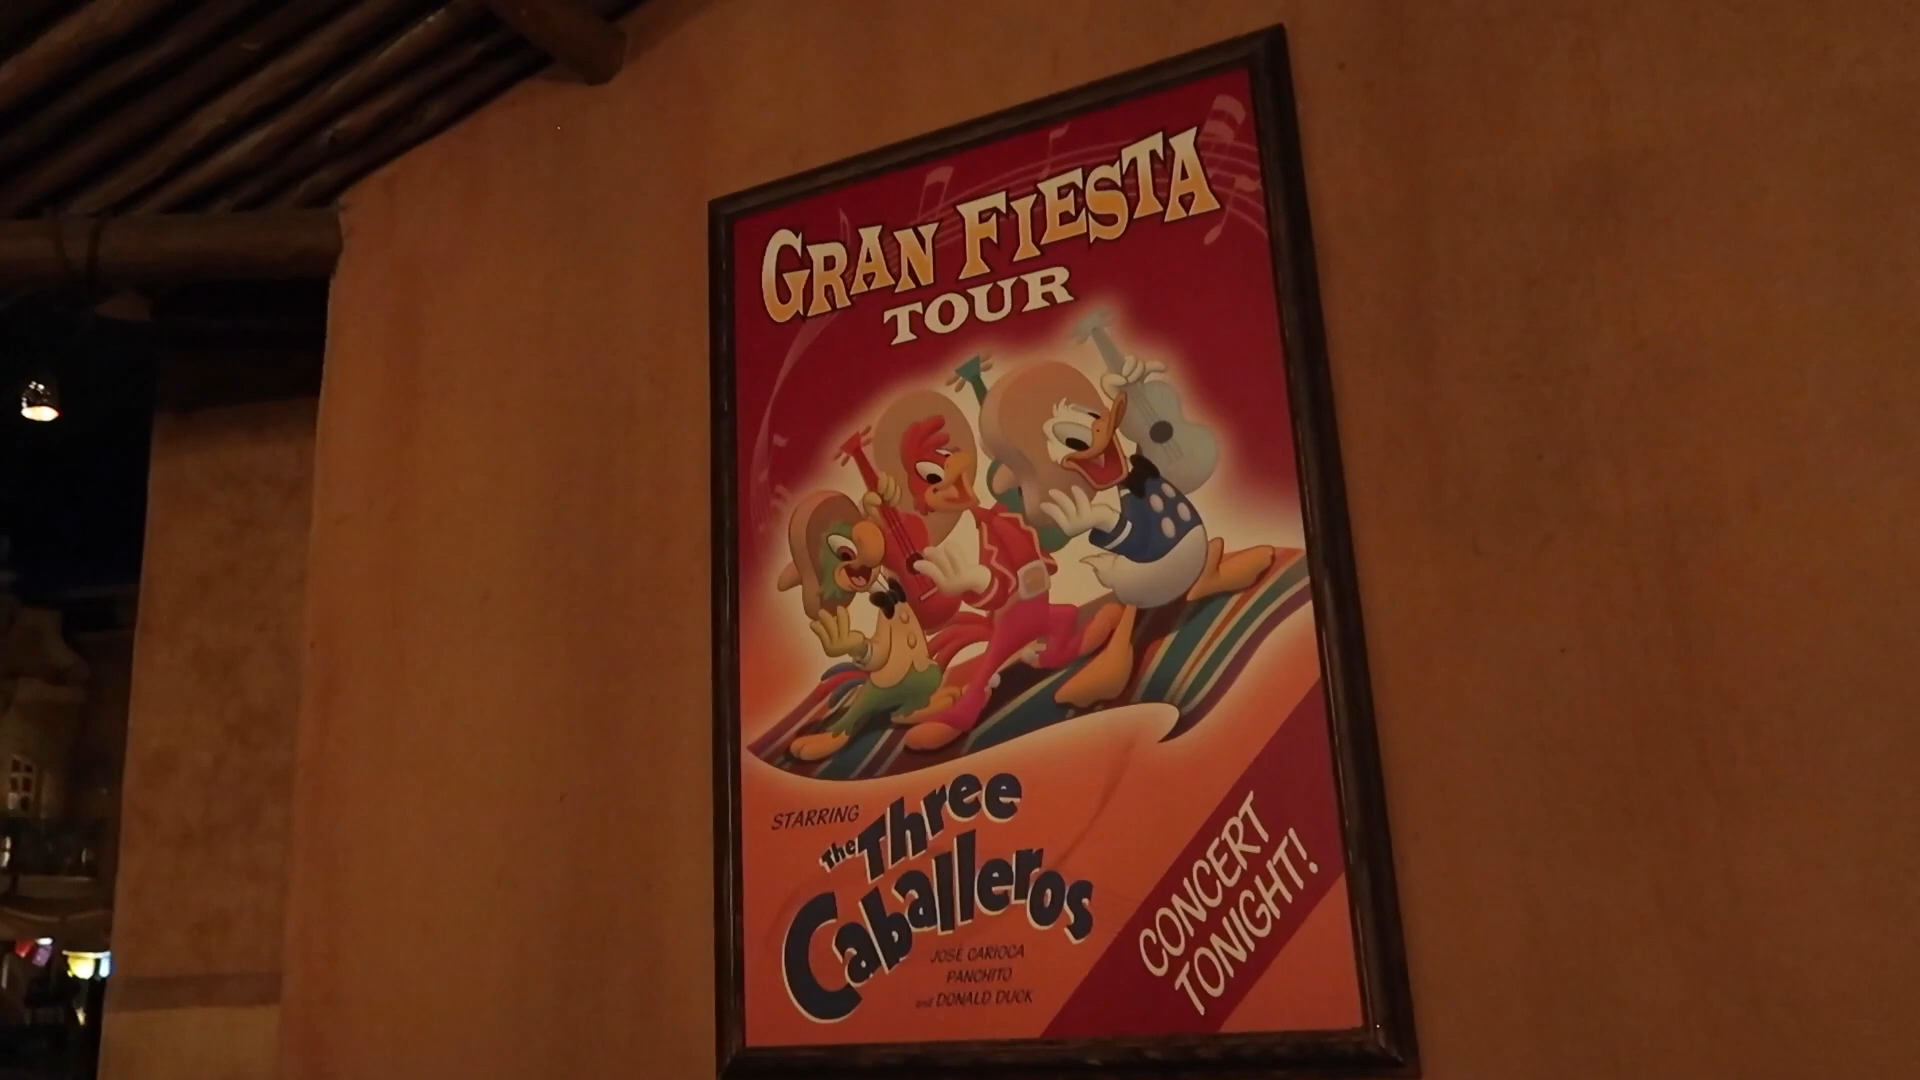 GRAN FIESTA
TOUR
STARRING
The Three
Caballeros
JOSÉ CARIOCA
PANCHITO
and DONALD DUCK
CONCERT
TONIGHT!